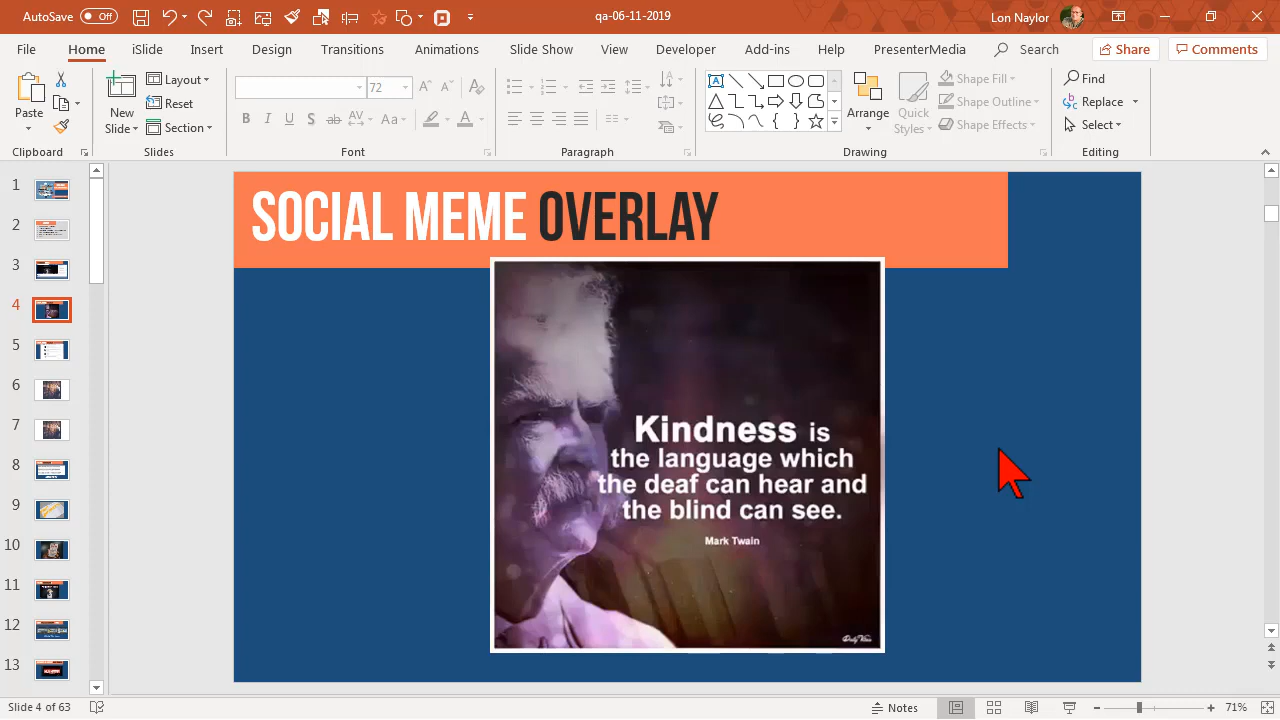 AutoSave Off qa-06-11-2019 Lon Naylor
File Home iSlide Insert Design Transitions Animations Slide Show View Developer Add-ins Help PresenterMedia Search Share Comments
Paste
New
Slide
Layout
Reset
Section
72
B I U S ab AV Aa A
Arrange
Quick
Styles
Shape Fill
Shape Outline
Shape Effects
Find
Replace
Select
Clipboard Slides Font Paragraph Drawing Editing
1
2
3
4
5
6
7
8
9
10
11
12
13
SOCIAL MEME OVERLAY
Kindness is
the language which
the deaf can hear and
the blind can see.
Mark Twain
Slide 4 of 63 Notes 71%